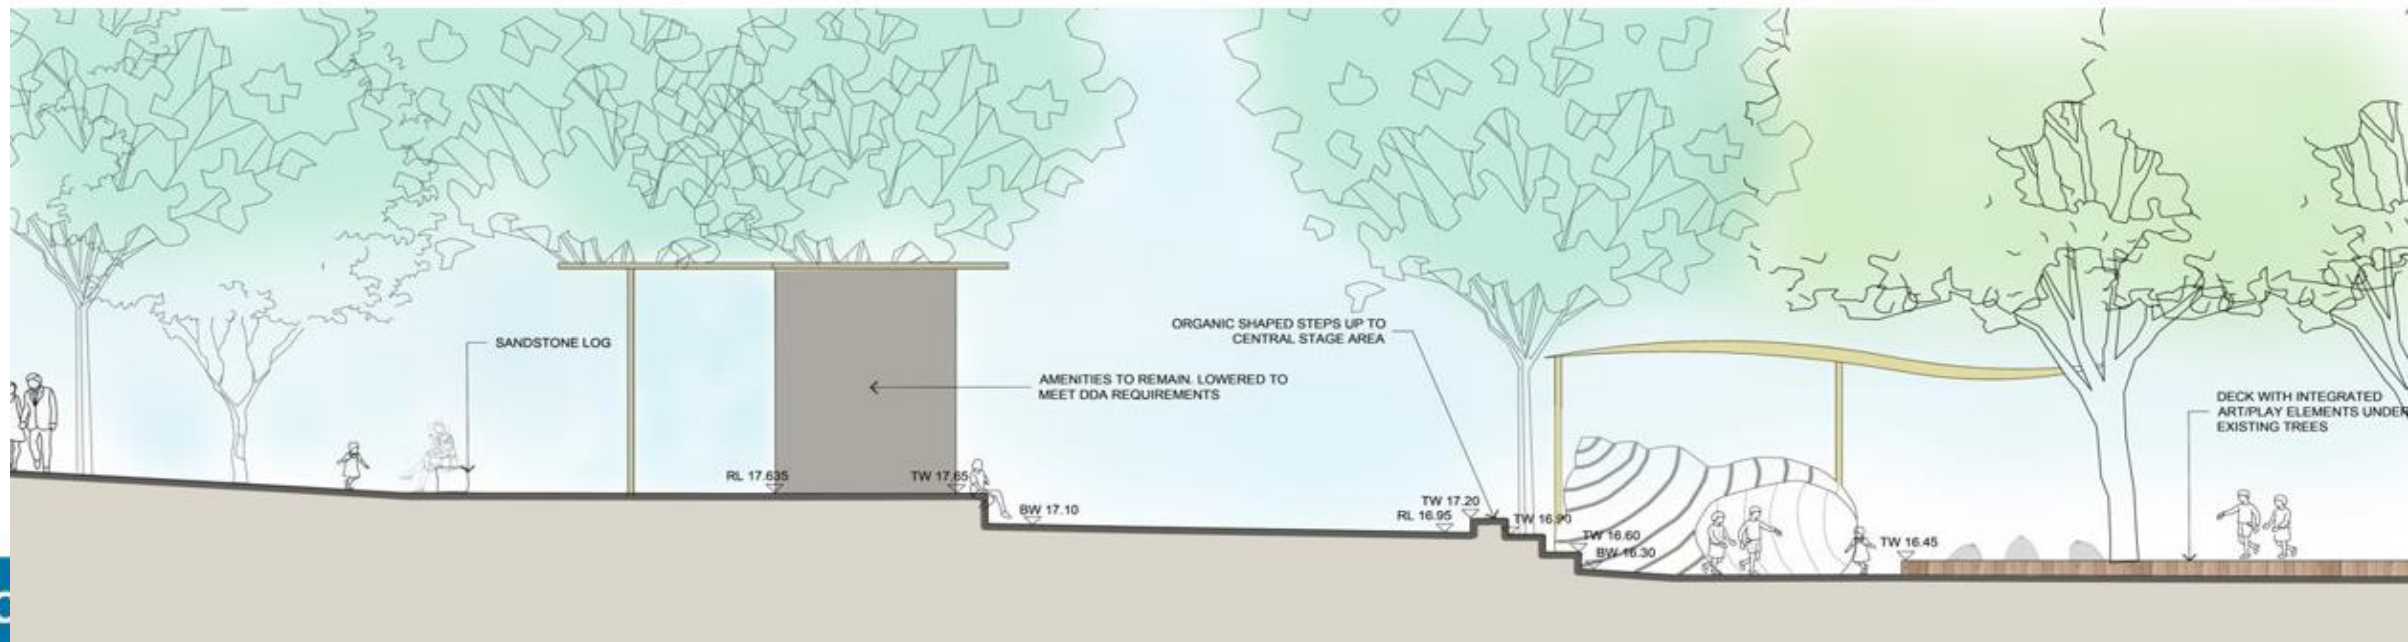 SANDSTONE LOG
RL 17.635
TW 17.65
BW 17.10
AMENITIES TO REMAIN. LOWERED TO
MEET DDA REQUIREMENTS
ORGANIC SHAPED STEPS UP TO
CENTRAL STAGE AREA
TW 17.20
RL 16.95
TW 16.90
TW 16.60
BW 16.30
TW 16.45
DECK WITH INTEGRATED
ART/PLAY ELEMENTS UNDER
EXISTING TREES